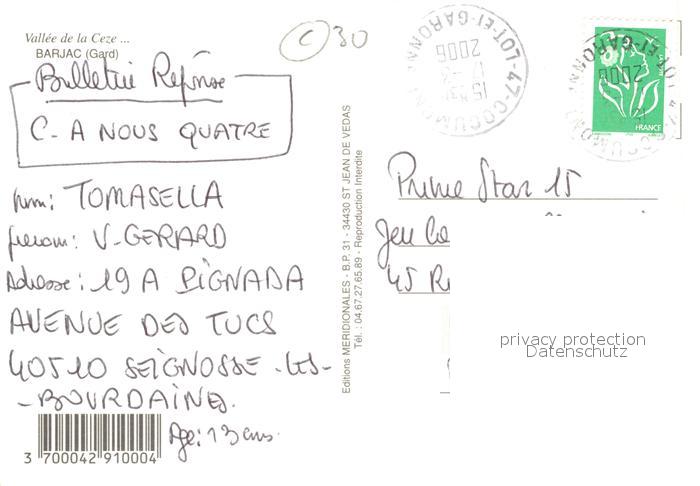 Vallée de la Ceze ...
BARJAC (Gard)
C 30
Bulletin Réponse
C- A NOUS QUATRE
Nom: TOMASELLA
prenom: V-GERARD
Adresse: 19 A PIGNADA
AVENUE DES TUCS
40510 SEIGNOSSE-LES-
-BOURDAINES.
Age: 13 ans.
3 700042 910004
Editions MERIDIONALES - B.P. 31 - 34430 ST JEAN DE VEDAS
Tél.: 04.67.27.65.89 - Reproduction Interdite
47-COCUMONT
LOT-ET-GARONNE
2006
FRANCE
Prime Star 15
Jeu
45 R
privacy protection
Datenschutz